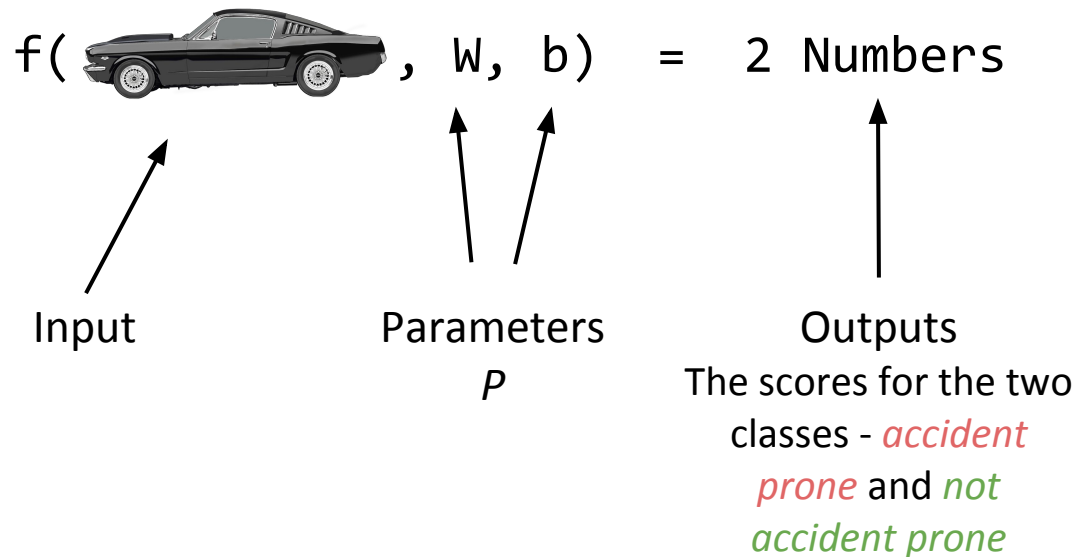 f( , W, b) = 2 Numbers
Input
Parameters
P
Outputs
The scores for the two
classes - accident
prone and not
accident prone